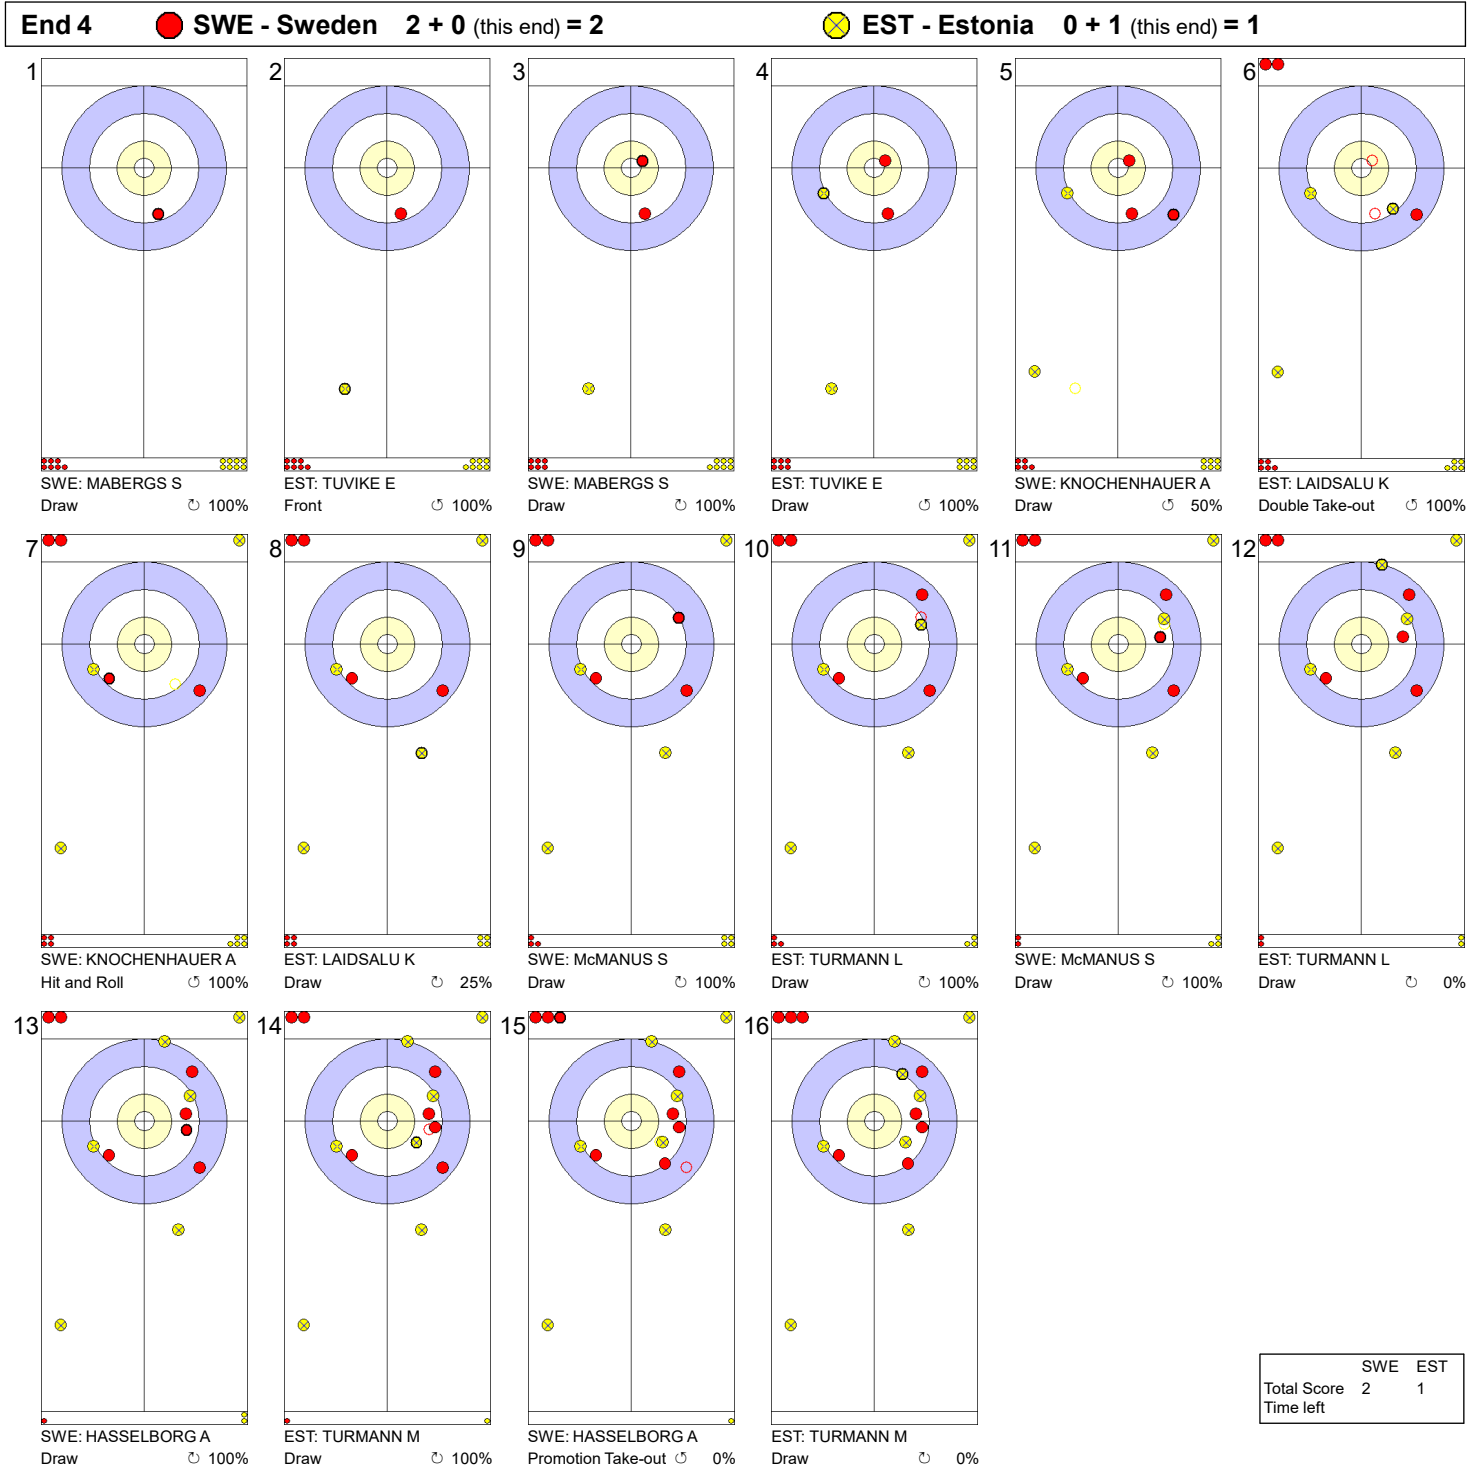 End 4 SWE - Sweden 2 + 0 (this end) = 2 EST - Estonia 0 + 1 (this end) = 1
1 2 3 4 5 6
SWE: MABERGS S EST: TUVIKE E SWE: MABERGS S EST: TUVIKE E SWE: KNOCHENHAUER A EST: LAIDSALU K
Draw ↻ 100% Front ↻ 100% Draw ↻ 100% Draw ↻ 100% Draw ↺ 50% Double Take-out ↺ 100%
7 8 9 10 11 12
SWE: KNOCHENHAUER A EST: LAIDSALU K SWE: McMANUS S EST: TURMANN L SWE: McMANUS S EST: TURMANN L
Hit and Roll ↻ 100% Draw ↻ 25% Draw ↻ 100% Draw ↻ 100% Draw ↻ 100% Draw ↻ 0%
13 14 15 16
SWE: HASSELBORG A EST: TURMANN M SWE: HASSELBORG A EST: TURMANN M
Draw ↻ 100% Draw ↻ 100% Promotion Take-out ↺ 0% Draw ↻ 0%
SWE EST
Total Score 2 1
Time left